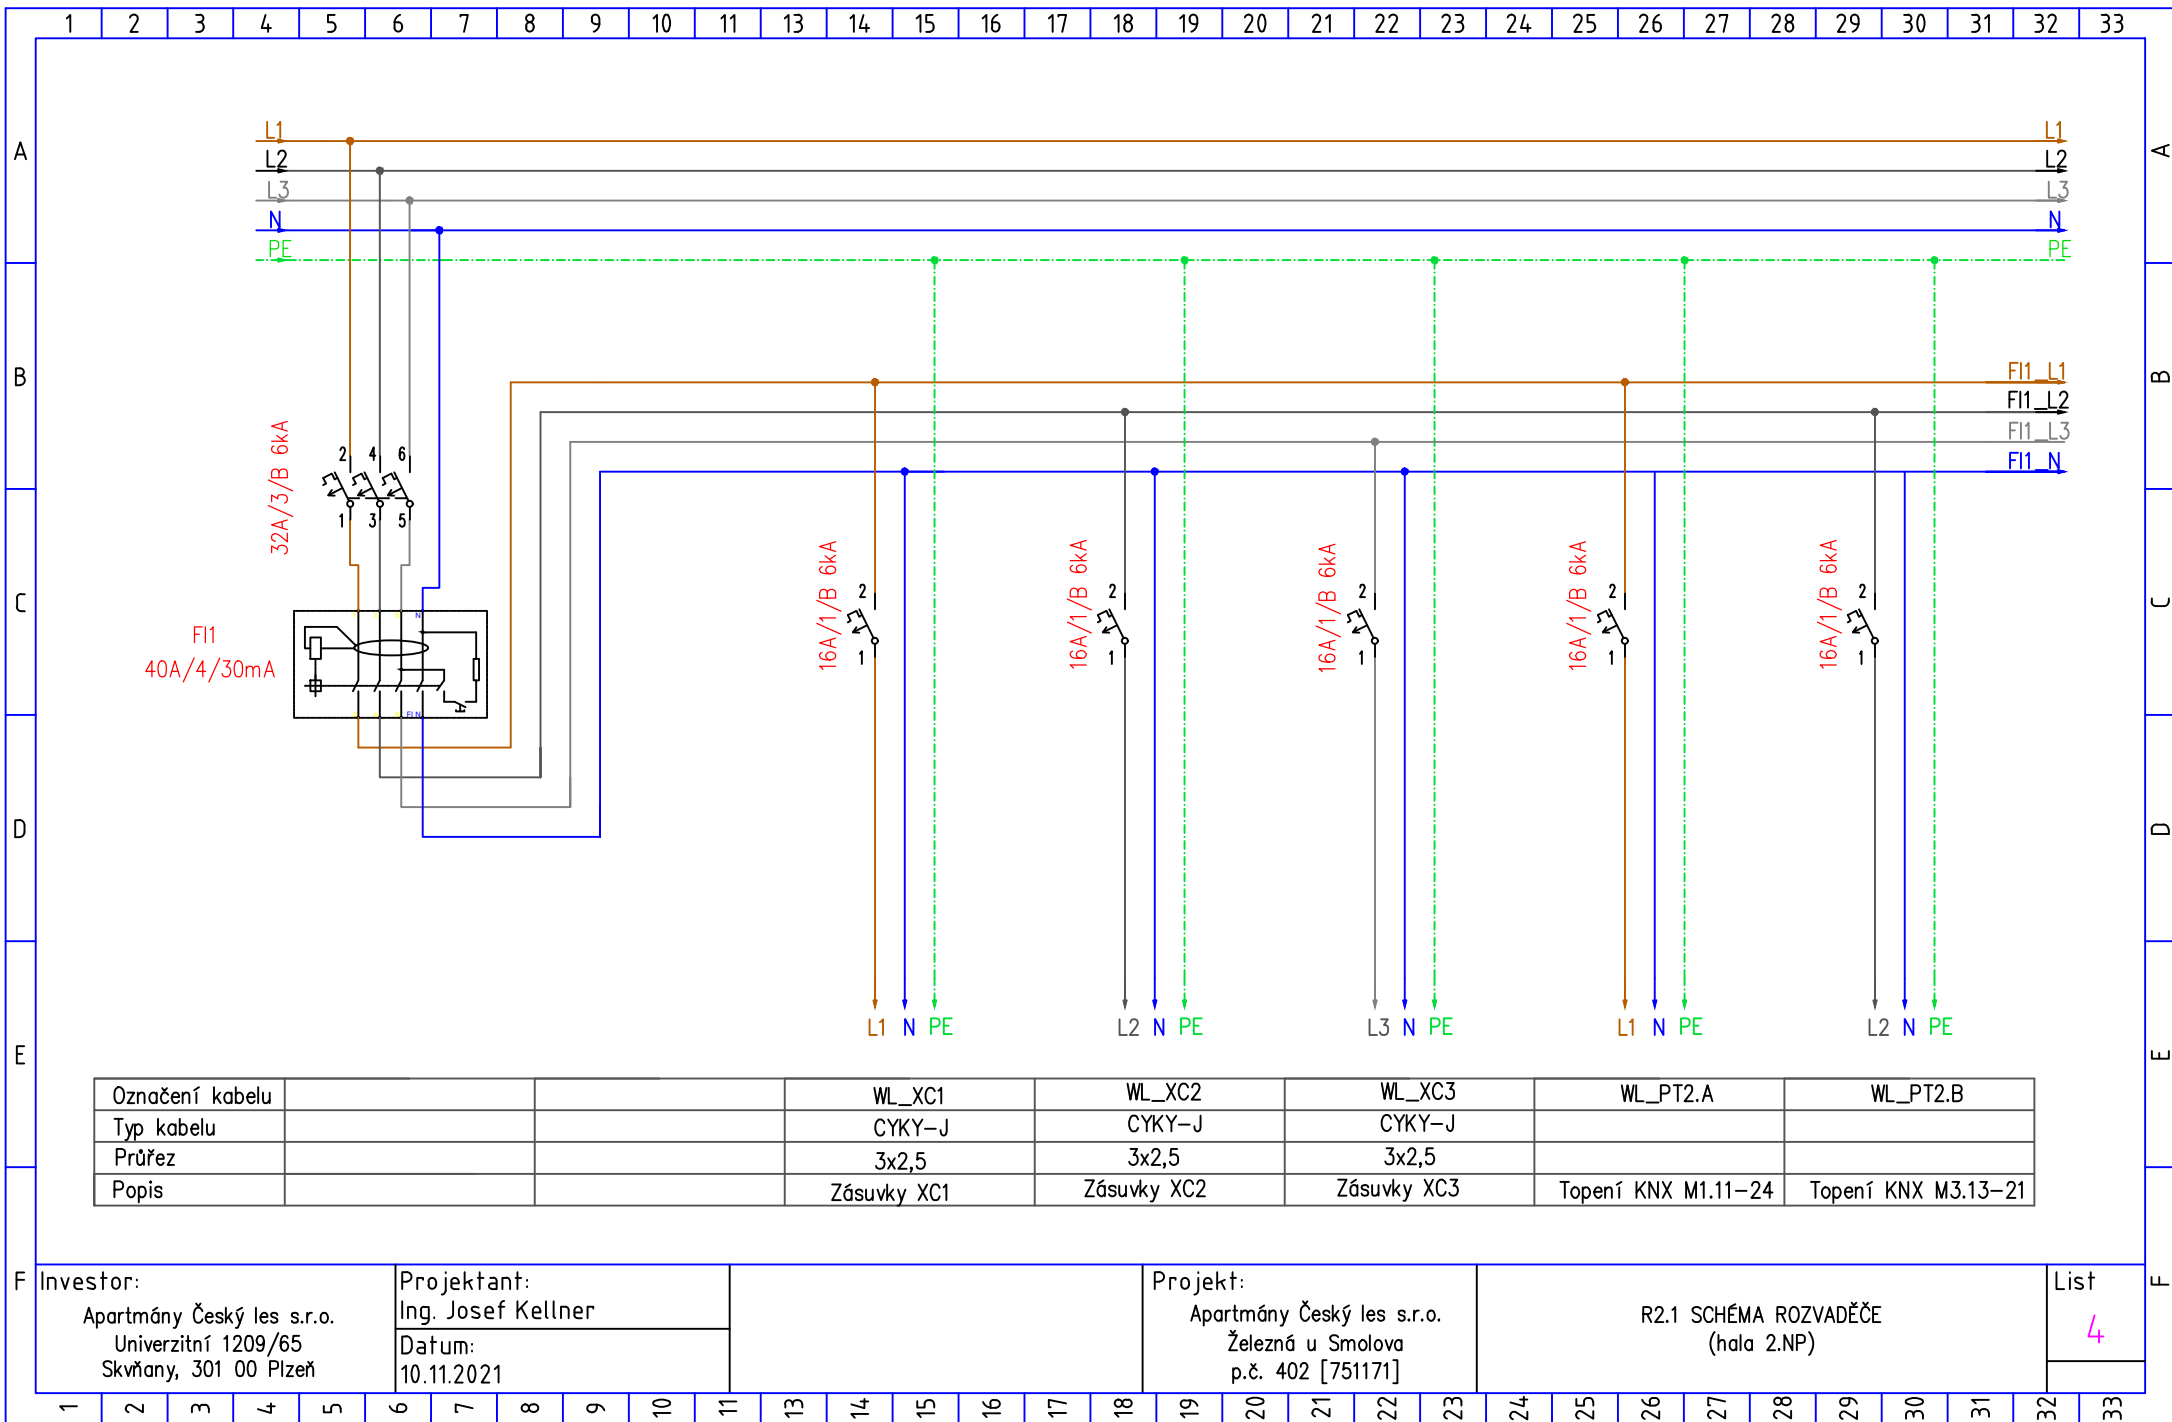 1 2 3 4 5 6 7 8 9 10 11 13 14 15 16 17 18 19 20 21 22 23 24 25 26 27 28 29 30 31 32 33
L1 L1
A A
L2 L2
L3 L3
N N
PE PE
B B
FI1_L1
FI1_L2
FI1_L3
FI1_N
32A/3/B 6kA
2 4 6
1 3 5
C C
16A/1/B 6kA 16A/1/B 6kA 16A/1/B 6kA 16A/1/B 6kA 16A/1/B 6kA
2 2 2 2 2
1 1 1 1 1
FI1
40A/4/30mA
N
FI_N
D D
L1 N PE L2 N PE L3 N PE L1 N PE L2 N PE
E E
Označení kabelu WL_XC1 WL_XC2 WL_XC3 WL_PT2.A WL_PT2.B
Typ kabelu CYKY-J CYKY-J CYKY-J
Průřez 3x2,5 3x2,5 3x2,5
Popis Zásuvky XC1 Zásuvky XC2 Zásuvky XC3 Topení KNX M1.11-24 Topení KNX M3.13-21
F F
Investor:
Apartmány Český les s.r.o.
Univerzitní 1209/65
Skvňany, 301 00 Plzeň
Projektant:
Ing. Josef Kellner
Datum:
10.11.2021
Projekt:
Apartmány Český les s.r.o.
Železná u Smolova
p.č. 402 [751171]
R2.1 SCHÉMA ROZVADĚČE
(hala 2.NP)
List
4
1 2 3 4 5 6 7 8 9 10 11 13 14 15 16 17 18 19 20 21 22 23 24 25 26 27 28 29 30 31 32 33